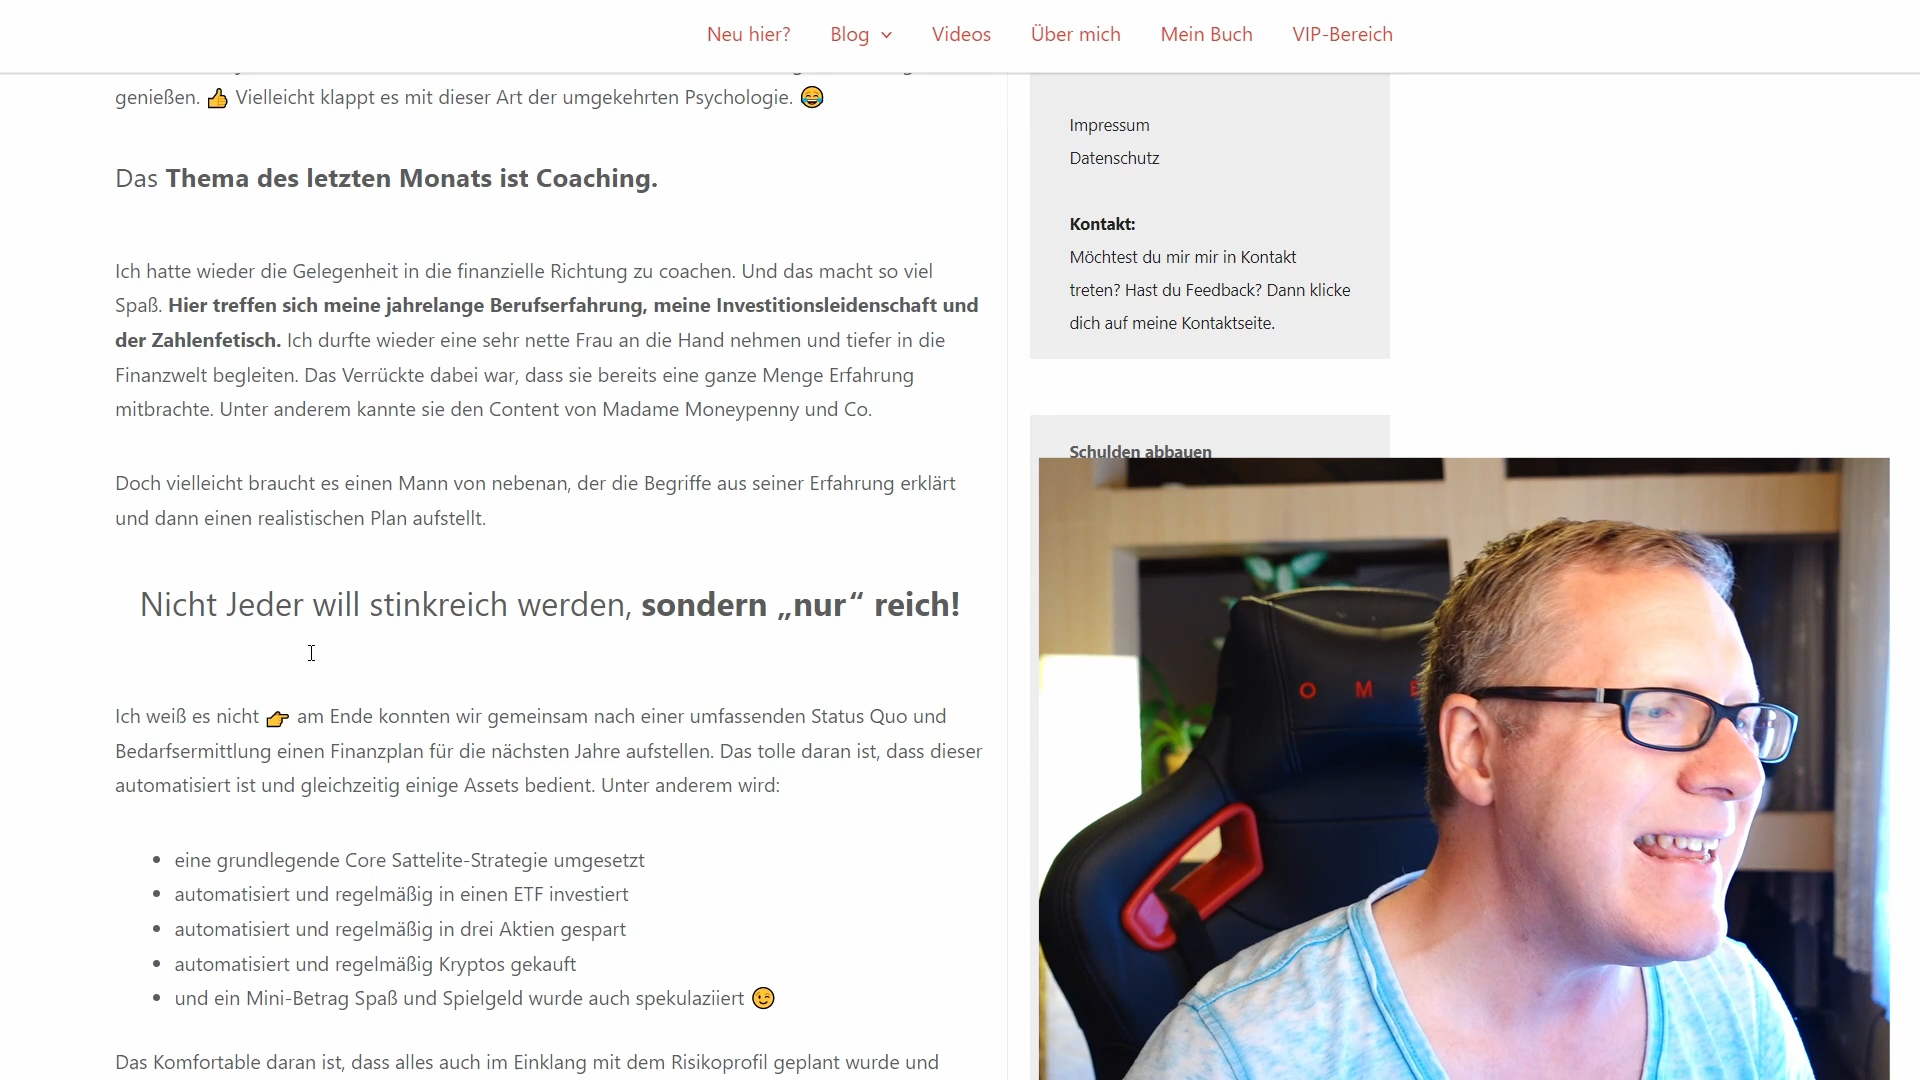 Neu hier? Blog Videos Über mich Mein Buch VIP-Bereich
genießen. 👍 Vielleicht klappt es mit dieser Art der umgekehrten Psychologie. 😂
Das Thema des letzten Monats ist Coaching.
Ich hatte wieder die Gelegenheit in die finanzielle Richtung zu coachen. Und das macht so viel
Spaß. Hier treffen sich meine jahrelange Berufserfahrung, meine Investitionsleidenschaft und
der Zahlenfetisch. Ich durfte wieder eine sehr nette Frau an die Hand nehmen und tiefer in die
Finanzwelt begleiten. Das Verrückte dabei war, dass sie bereits eine ganze Menge Erfahrung
mitbrachte. Unter anderem kannte sie den Content von Madame Moneypenny und Co.
Doch vielleicht braucht es einen Mann von nebenan, der die Begriffe aus seiner Erfahrung erklärt
und dann einen realistischen Plan aufstellt.
Nicht Jeder will stinkreich werden, sondern „nur“ reich!
Ich weiß es nicht 👉 am Ende konnten wir gemeinsam nach einer umfassenden Status Quo und
Bedarfsermittlung einen Finanzplan für die nächsten Jahre aufstellen. Das tolle daran ist, dass dieser
automatisiert ist und gleichzeitig einige Assets bedient. Unter anderem wird:
• eine grundlegende Core Sattelite-Strategie umgesetzt
• automatisiert und regelmäßig in einen ETF investiert
• automatisiert und regelmäßig in drei Aktien gespart
• automatisiert und regelmäßig Kryptos gekauft
• und ein Mini-Betrag Spaß und Spielgeld wurde auch spekulaziiert 😉
Das Komfortable daran ist, dass alles auch im Einklang mit dem Risikoprofil geplant wurde und
Impressum
Datenschutz
Kontakt:
Möchtest du mir mir in Kontakt
treten? Hast du Feedback? Dann klicke
dich auf meine Kontaktseite.
Schulden abbauen
O M E